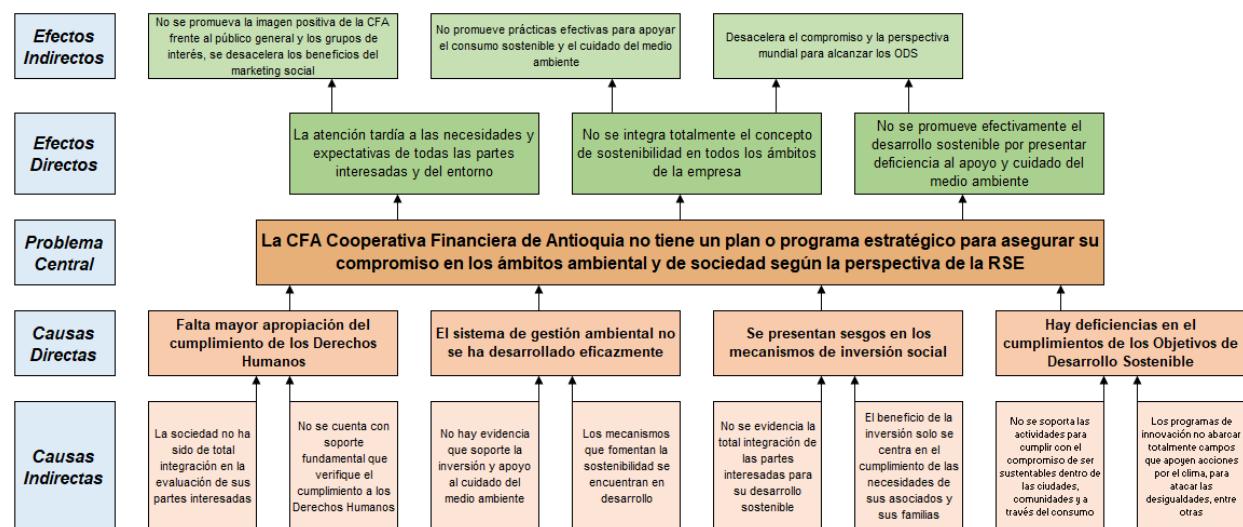 Efectos
Indirectos
No se promueva la imagen positiva de la CFA
frente al público general y los grupos de
interés, se desacelera los beneficios del
marketing social
No promueve prácticas efectivas para apoyar
el consumo sostenible y el cuidado del medio
ambiente
Desacelera el compromiso y la perspectiva
mundial para alcanzar los ODS
Efectos
Directos
La atención tardía a las necesidades y
expectativas de todas las partes
interesadas y del entorno
No se integra totalmente el concepto
de sostenibilidad en todos los ámbitos
de la empresa
No se promueve efectivamente el
desarrollo sostenible por presentar
deficiencia al apoyo y cuidado del
medio ambiente
Problema
Central
La CFA Cooperativa Financiera de Antioquia no tiene un plan o programa estratégico para asegurar su
compromiso en los ámbitos ambiental y de sociedad según la perspectiva de la RSE
Causas
Directas
Falta mayor apropiación del
cumplimiento de los Derechos
Humanos
El sistema de gestión ambiental no
se ha desarrollado eficazmente
Se presentan sesgos en los
mecanismos de inversión social
Hay deficiencias en el
cumplimientos de los Objetivos de
Desarrollo Sostenible
Causas
Indirectas
La sociedad no ha
sido de total
integración en la
evaluación de sus
partes interesadas
No se cuenta con
soporte
fundamental que
verifique el
cumplimiento a los
Derechos Humanos
No hay evidencia
que soporte la
inversión y apoyo
al cuidado del
medio ambiente
Los mecanismos
que fomentan la
sostenibilidad se
encuentran en
desarrollo
No se evidencia la
total integración de
las partes
interesadas para
su desarrollo
sostenible
El beneficio de la
inversión solo se
centra en el
cumplimiento de las
necesidades de
sus asociados y
sus familias
No se soporta las
actividades para
cumplir con el
compromiso de ser
sustentables dentro de
las ciudades,
comunidades y a
través del consumo
Los programas de
innovación no abarcar
totalmente campos
que apoyen acciones
por el clima, para
atacar las
desigualdades, entre
otras